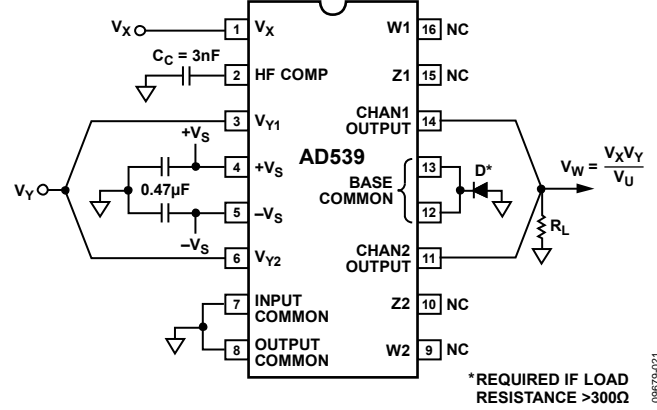 V_X
1
V_X
W1
16
NC
C_C = 3nF
2
HF COMP
Z1
15
NC
3
V_Y1
CHAN1
OUTPUT
14
+V_S
4
+V_S
AD539
13
BASE
COMMON
D*
V_W = V_XV_Y / V_U
V_Y
0.47µF
5
–V_S
12
–V_S
R_L
6
V_Y2
CHAN2
OUTPUT
11
7
INPUT
COMMON
Z2
10
NC
8
OUTPUT
COMMON
W2
9
NC
*REQUIRED IF LOAD
RESISTANCE >300Ω
09679-021